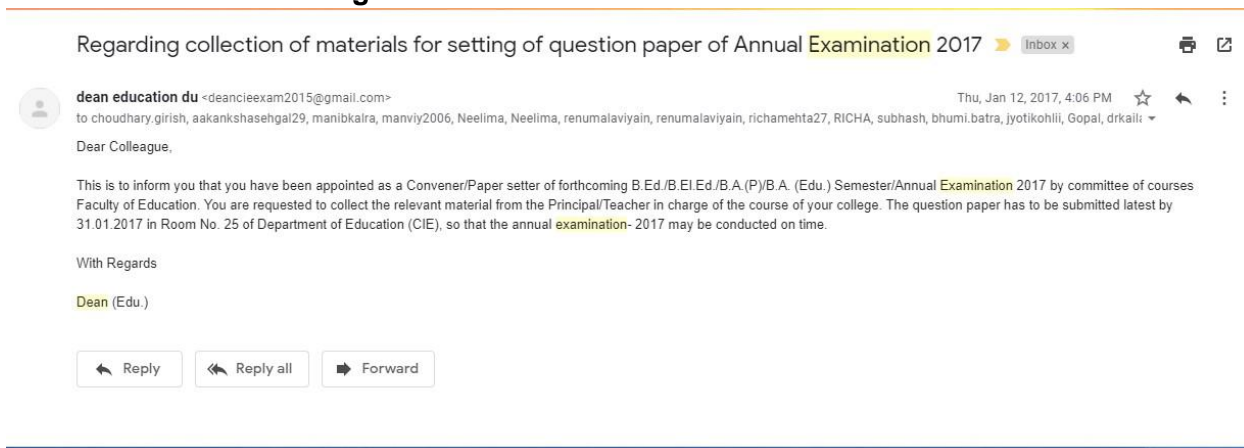 Regarding collection of materials for setting of question paper of Annual Examination 2017 Inbox x
dean education du <deancieexam2015@gmail.com> Thu, Jan 12, 2017, 4:06 PM
to choudhary.girish, aakankshasehgal29, manibkalra, manviy2006, Neelima, Neelima, renumalaviyain, renumalaviyain, richamehta27, RICHA, subhash, bhumi.batra, jyotikohlii, Gopal,
Dear Colleague,
This is to inform you that you have been appointed as a Convener/Paper setter of forthcoming B.Ed./B.El.Ed./B.A.(P)/B.A. (Edu.) Semester/Annual Examination 2017 by committee of courses
Faculty of Education. You are requested to collect the relevant material from the Principal/Teacher in charge of the course of your college. The question paper has to be submitted latest by
31.01.2017 in Room No. 25 of Department of Education (CIE), so that the annual examination- 2017 may be conducted on time.
With Regards
Dean (Edu.)
Reply Reply all Forward